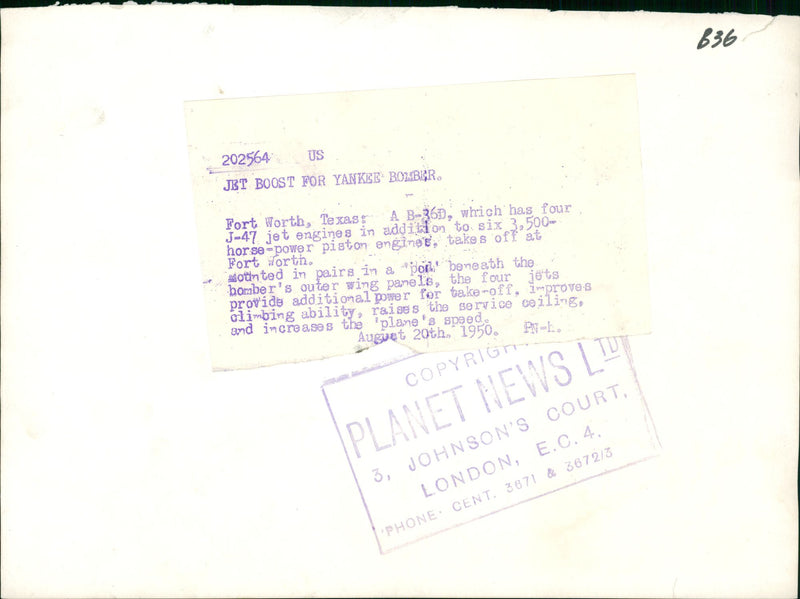 B36
202564 US
JET BOOST FOR YANKEE BOMBER.
Fort Worth, Texas: A B-36D, which has four
J-47 jet engines in addition to six 3,500-
horse-power piston engines, takes off at
Fort Worth.
mounted in pairs in a 'pod' beneath the
bomber's outer wing panels, the four jets
provide additional power for take-off, improves
climbing ability, raises the service ceiling,
and increases the 'plane's speed.
August 20th. 1950. PN-h.
COPYRIGH
PLANET NEWS LTD
3, JOHNSON'S COURT,
LONDON, E.C.4.
PHONE. CENT. 3671 & 3672/3